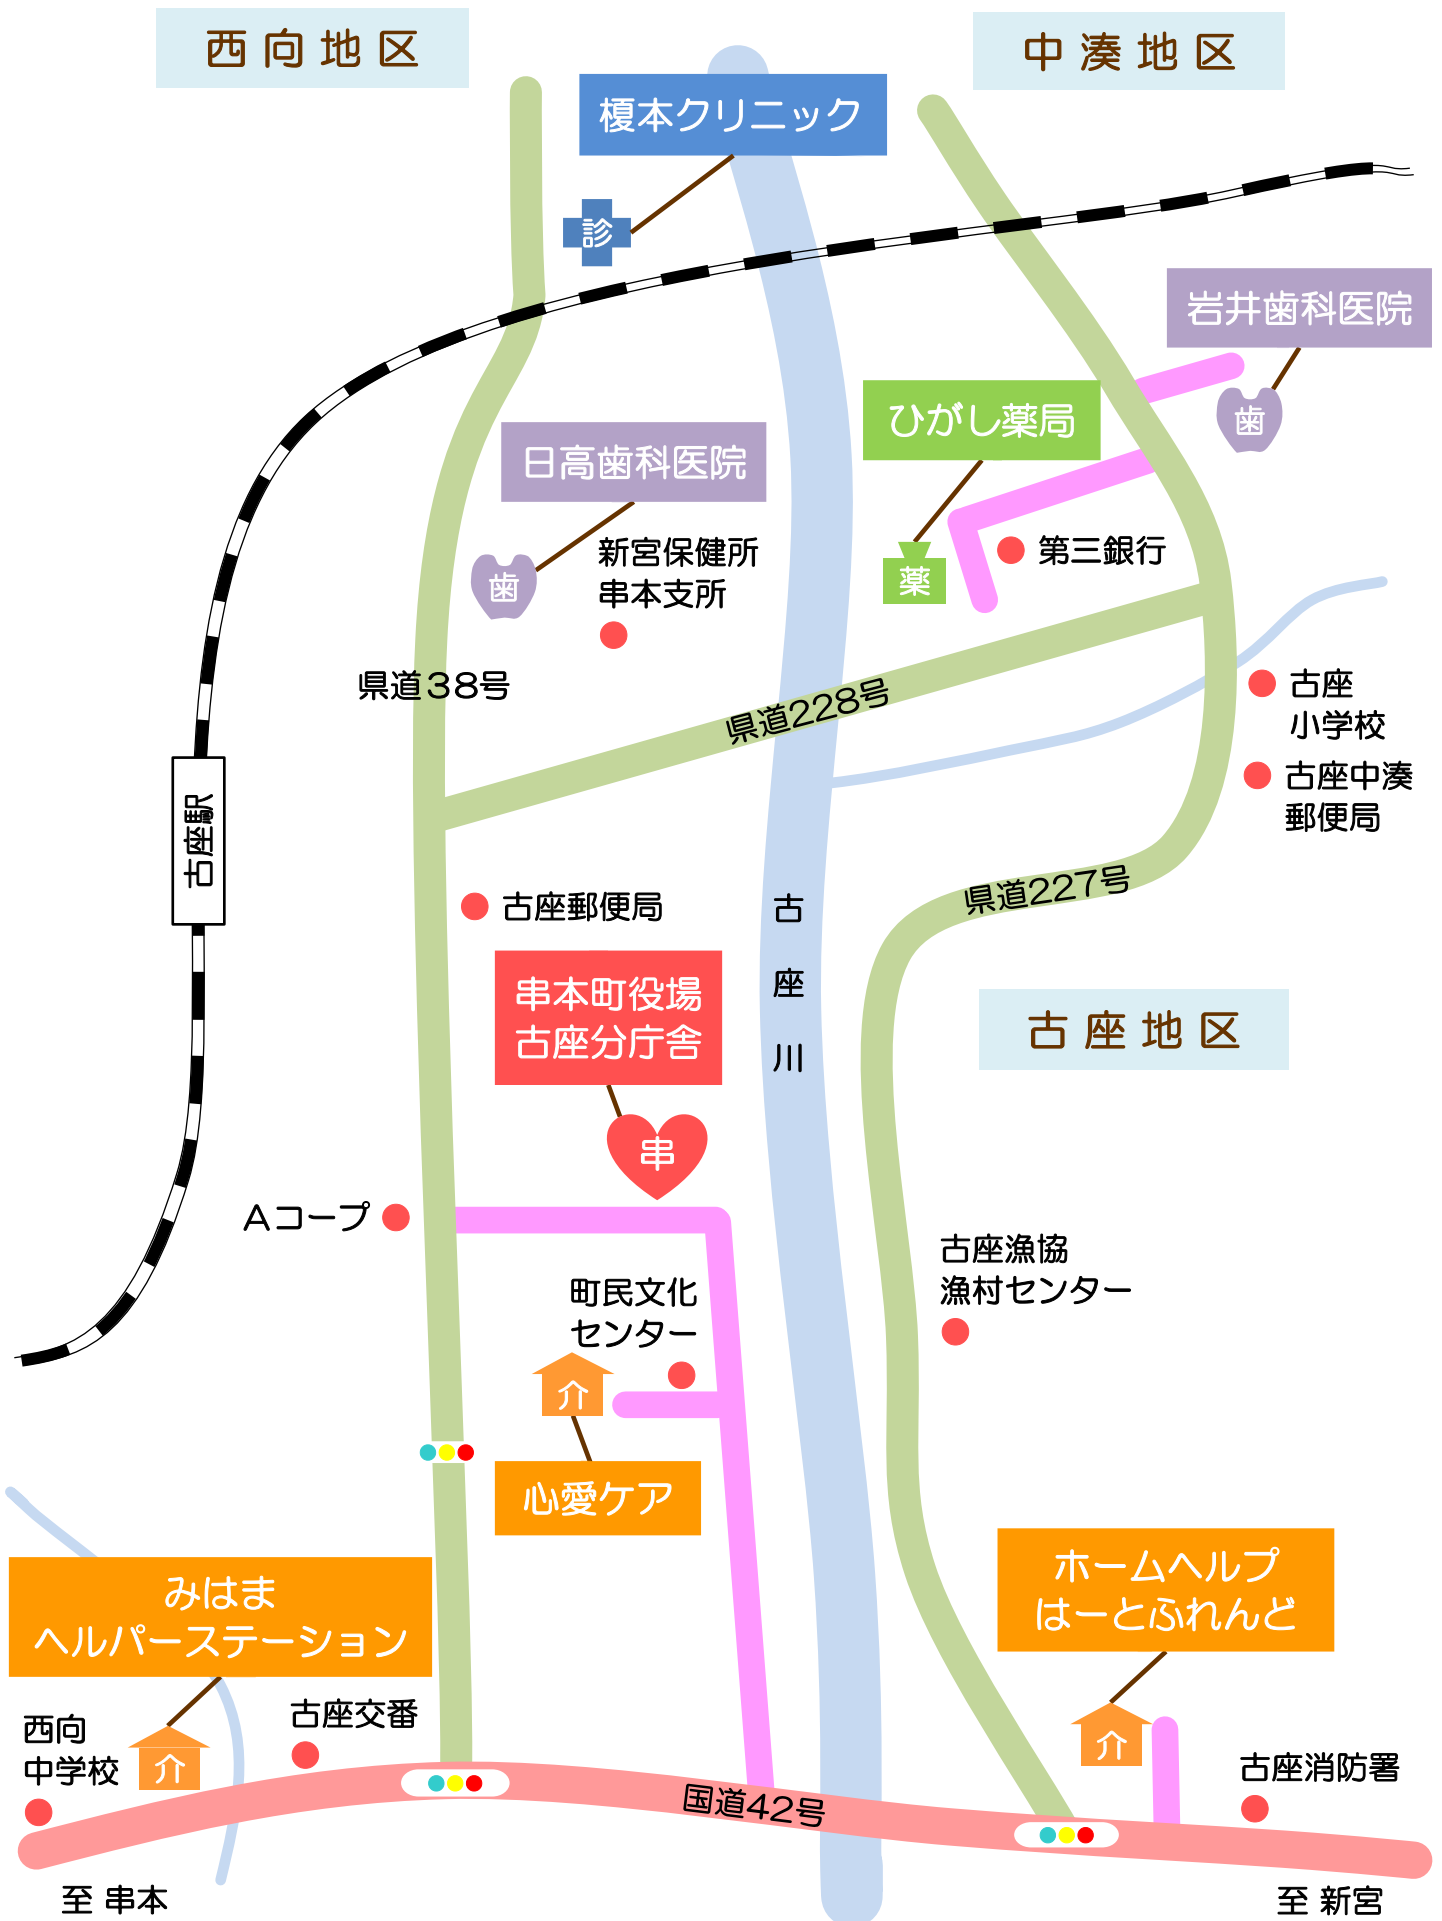 西向地区
中湊地区
榎本クリニック
診
岩井歯科医院
歯
ひがし薬局
薬
日高歯科医院
歯
新宮保健所
串本支所
第三銀行
県道38号
県道228号
古座
小学校
古座中湊
郵便局
古座駅
県道227号
古座郵便局
古座川
串本町役場
古座分庁舎
串
古座地区
Aコープ
古座漁協
漁村センター
町民文化
センター
介
心愛ケア
みはま
ヘルパーステーション
ホームヘルプ
はーとふれんど
西向
中学校
介
古座交番
介
古座消防署
国道42号
至 串本
至 新宮